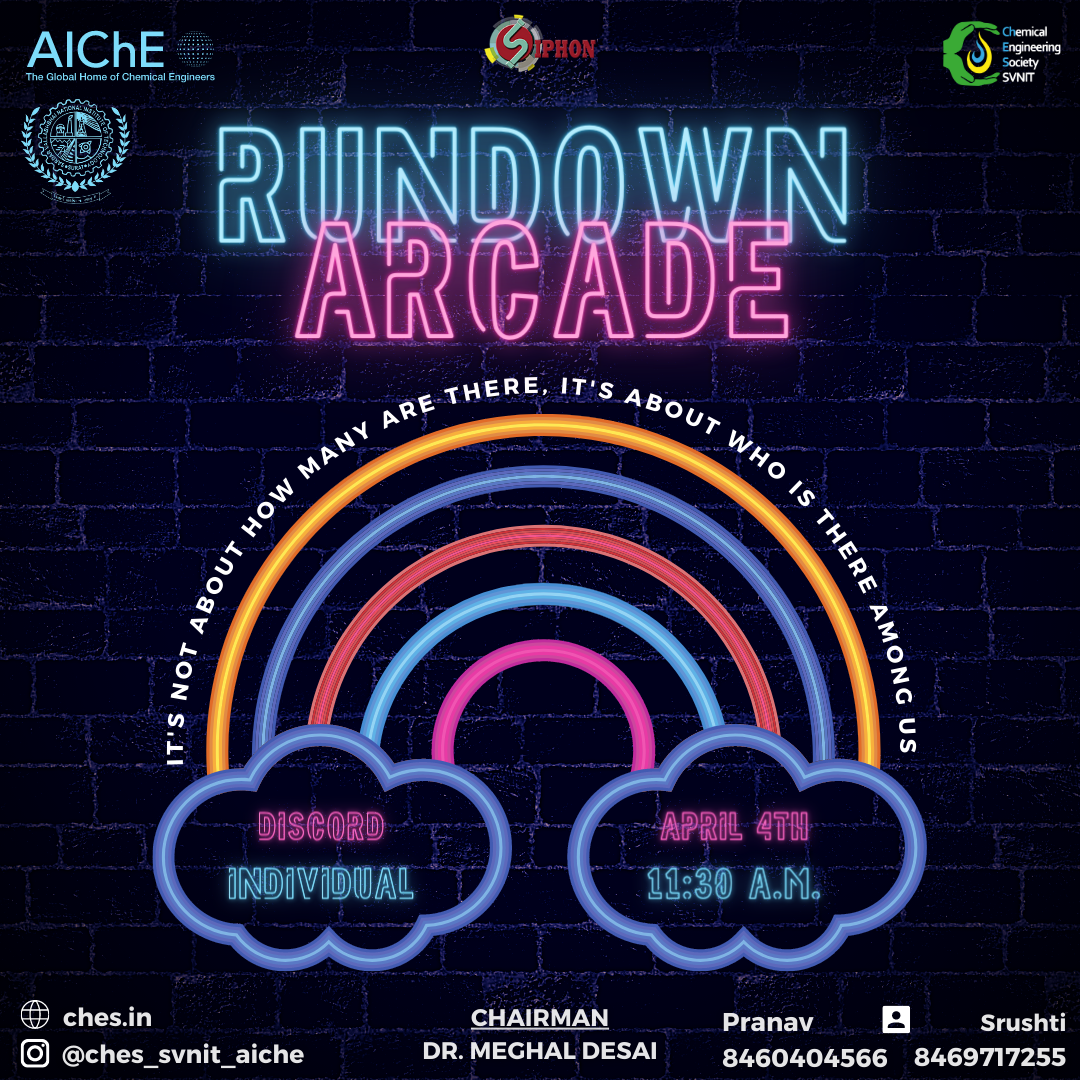 AIChE
The Global Home of Chemical Engineers
SIPHON
Chemical
Engineering
Society
SVNIT
RUNDOWN
ARCADE
IT'S NOT ABOUT HOW MANY ARE THERE, IT'S ABOUT WHO IS THERE AMONG US
DISCORD
INDIVIDUAL
APRIL 4TH
11:30 A.M.
ches.in
@ches_svnit_aiche
CHAIRMAN
DR. MEGHAL DESAI
Pranav
8460404566
Srushti
8469717255